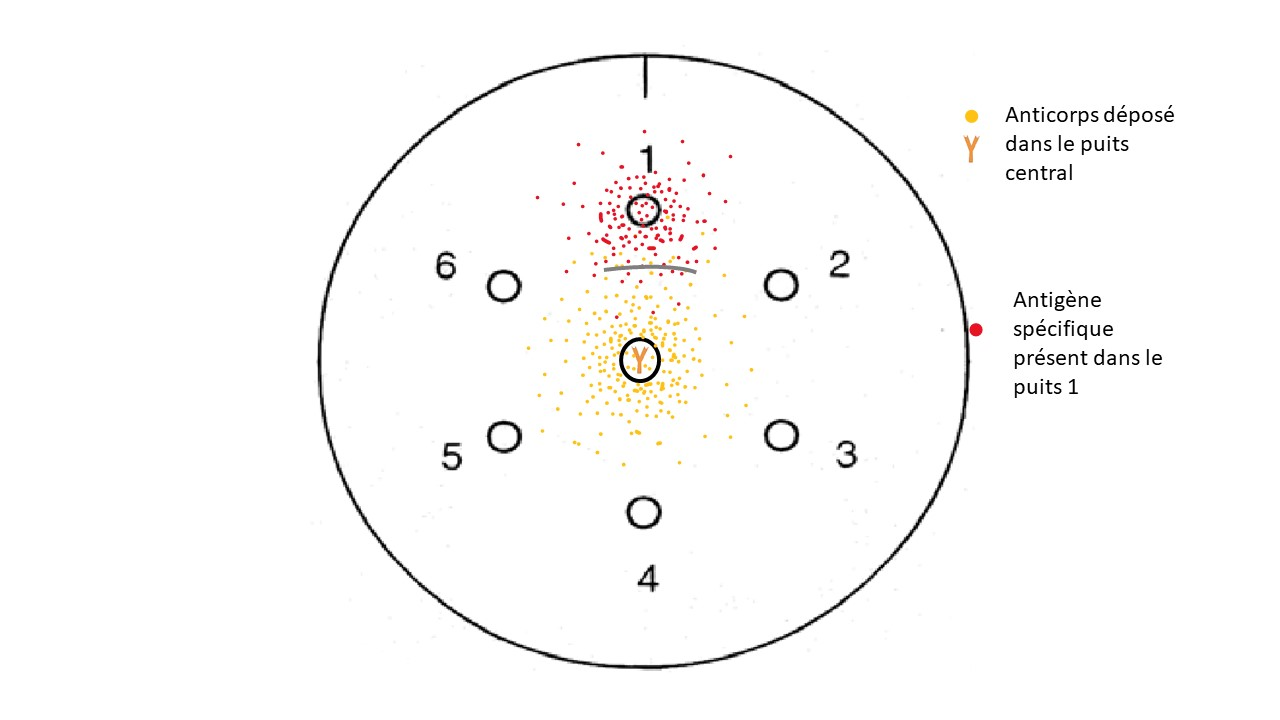 1
2
3
4
5
6
Anticorps déposé
dans le puits
central
Antigène
spécifique
présent dans le
puits 1